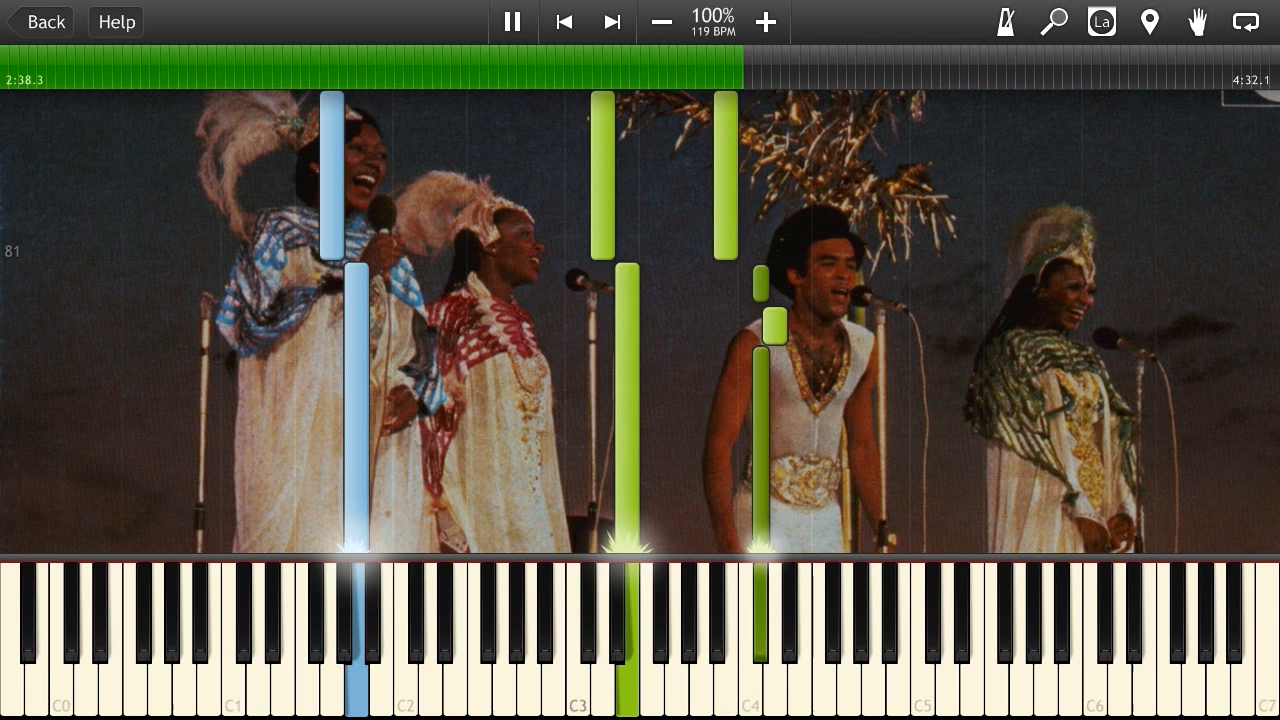 Back
Help
100%
119 BPM
La
2:38.3
4:32.1
81
C0
C1
C2
C3
C4
C5
C6
C7